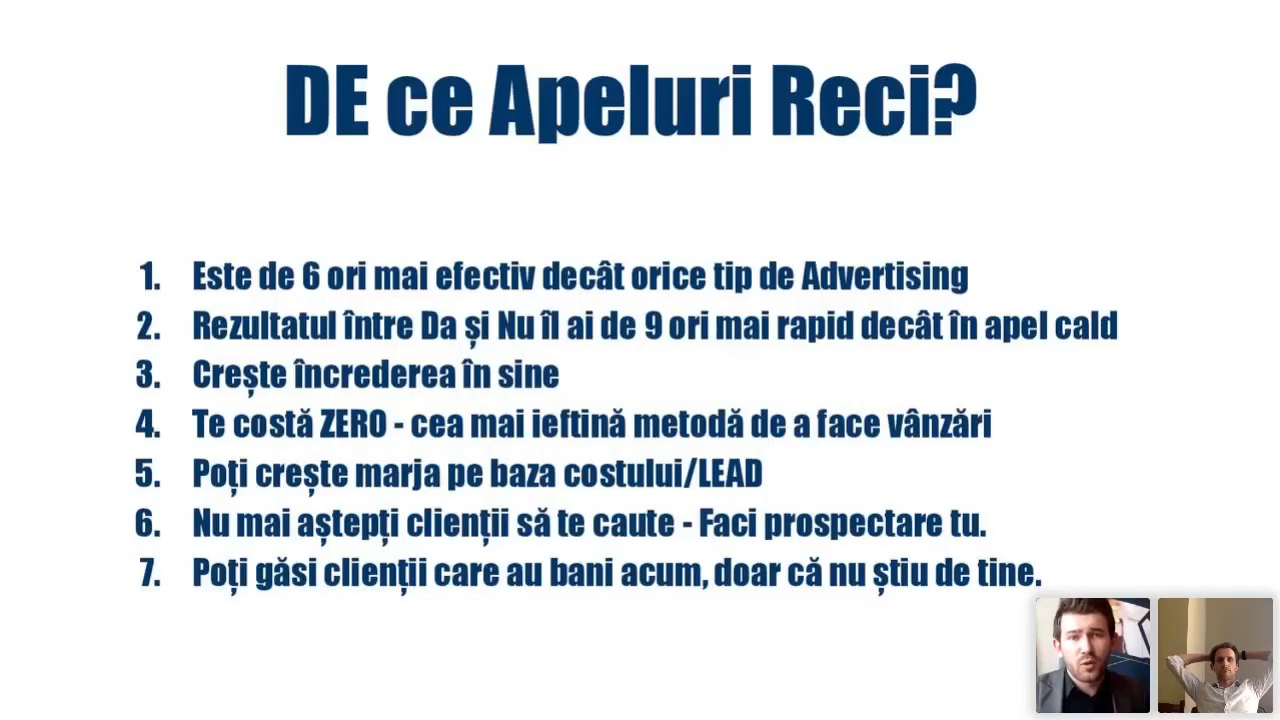 DE ce Apeluri Reci?
1. Este de 6 ori mai efectiv decât orice tip de Advertising
2. Rezultatul între Da și Nu îl ai de 9 ori mai rapid decât în apel cald
3. Crește încrederea în sine
4. Te costă ZERO - cea mai ieftină metodă de a face vânzări
5. Poți crește marja pe baza costului/LEAD
6. Nu mai aștepți clienții să te caute - Faci prospectare tu.
7. Poți găsi clienții care au bani acum, doar că nu știu de tine.